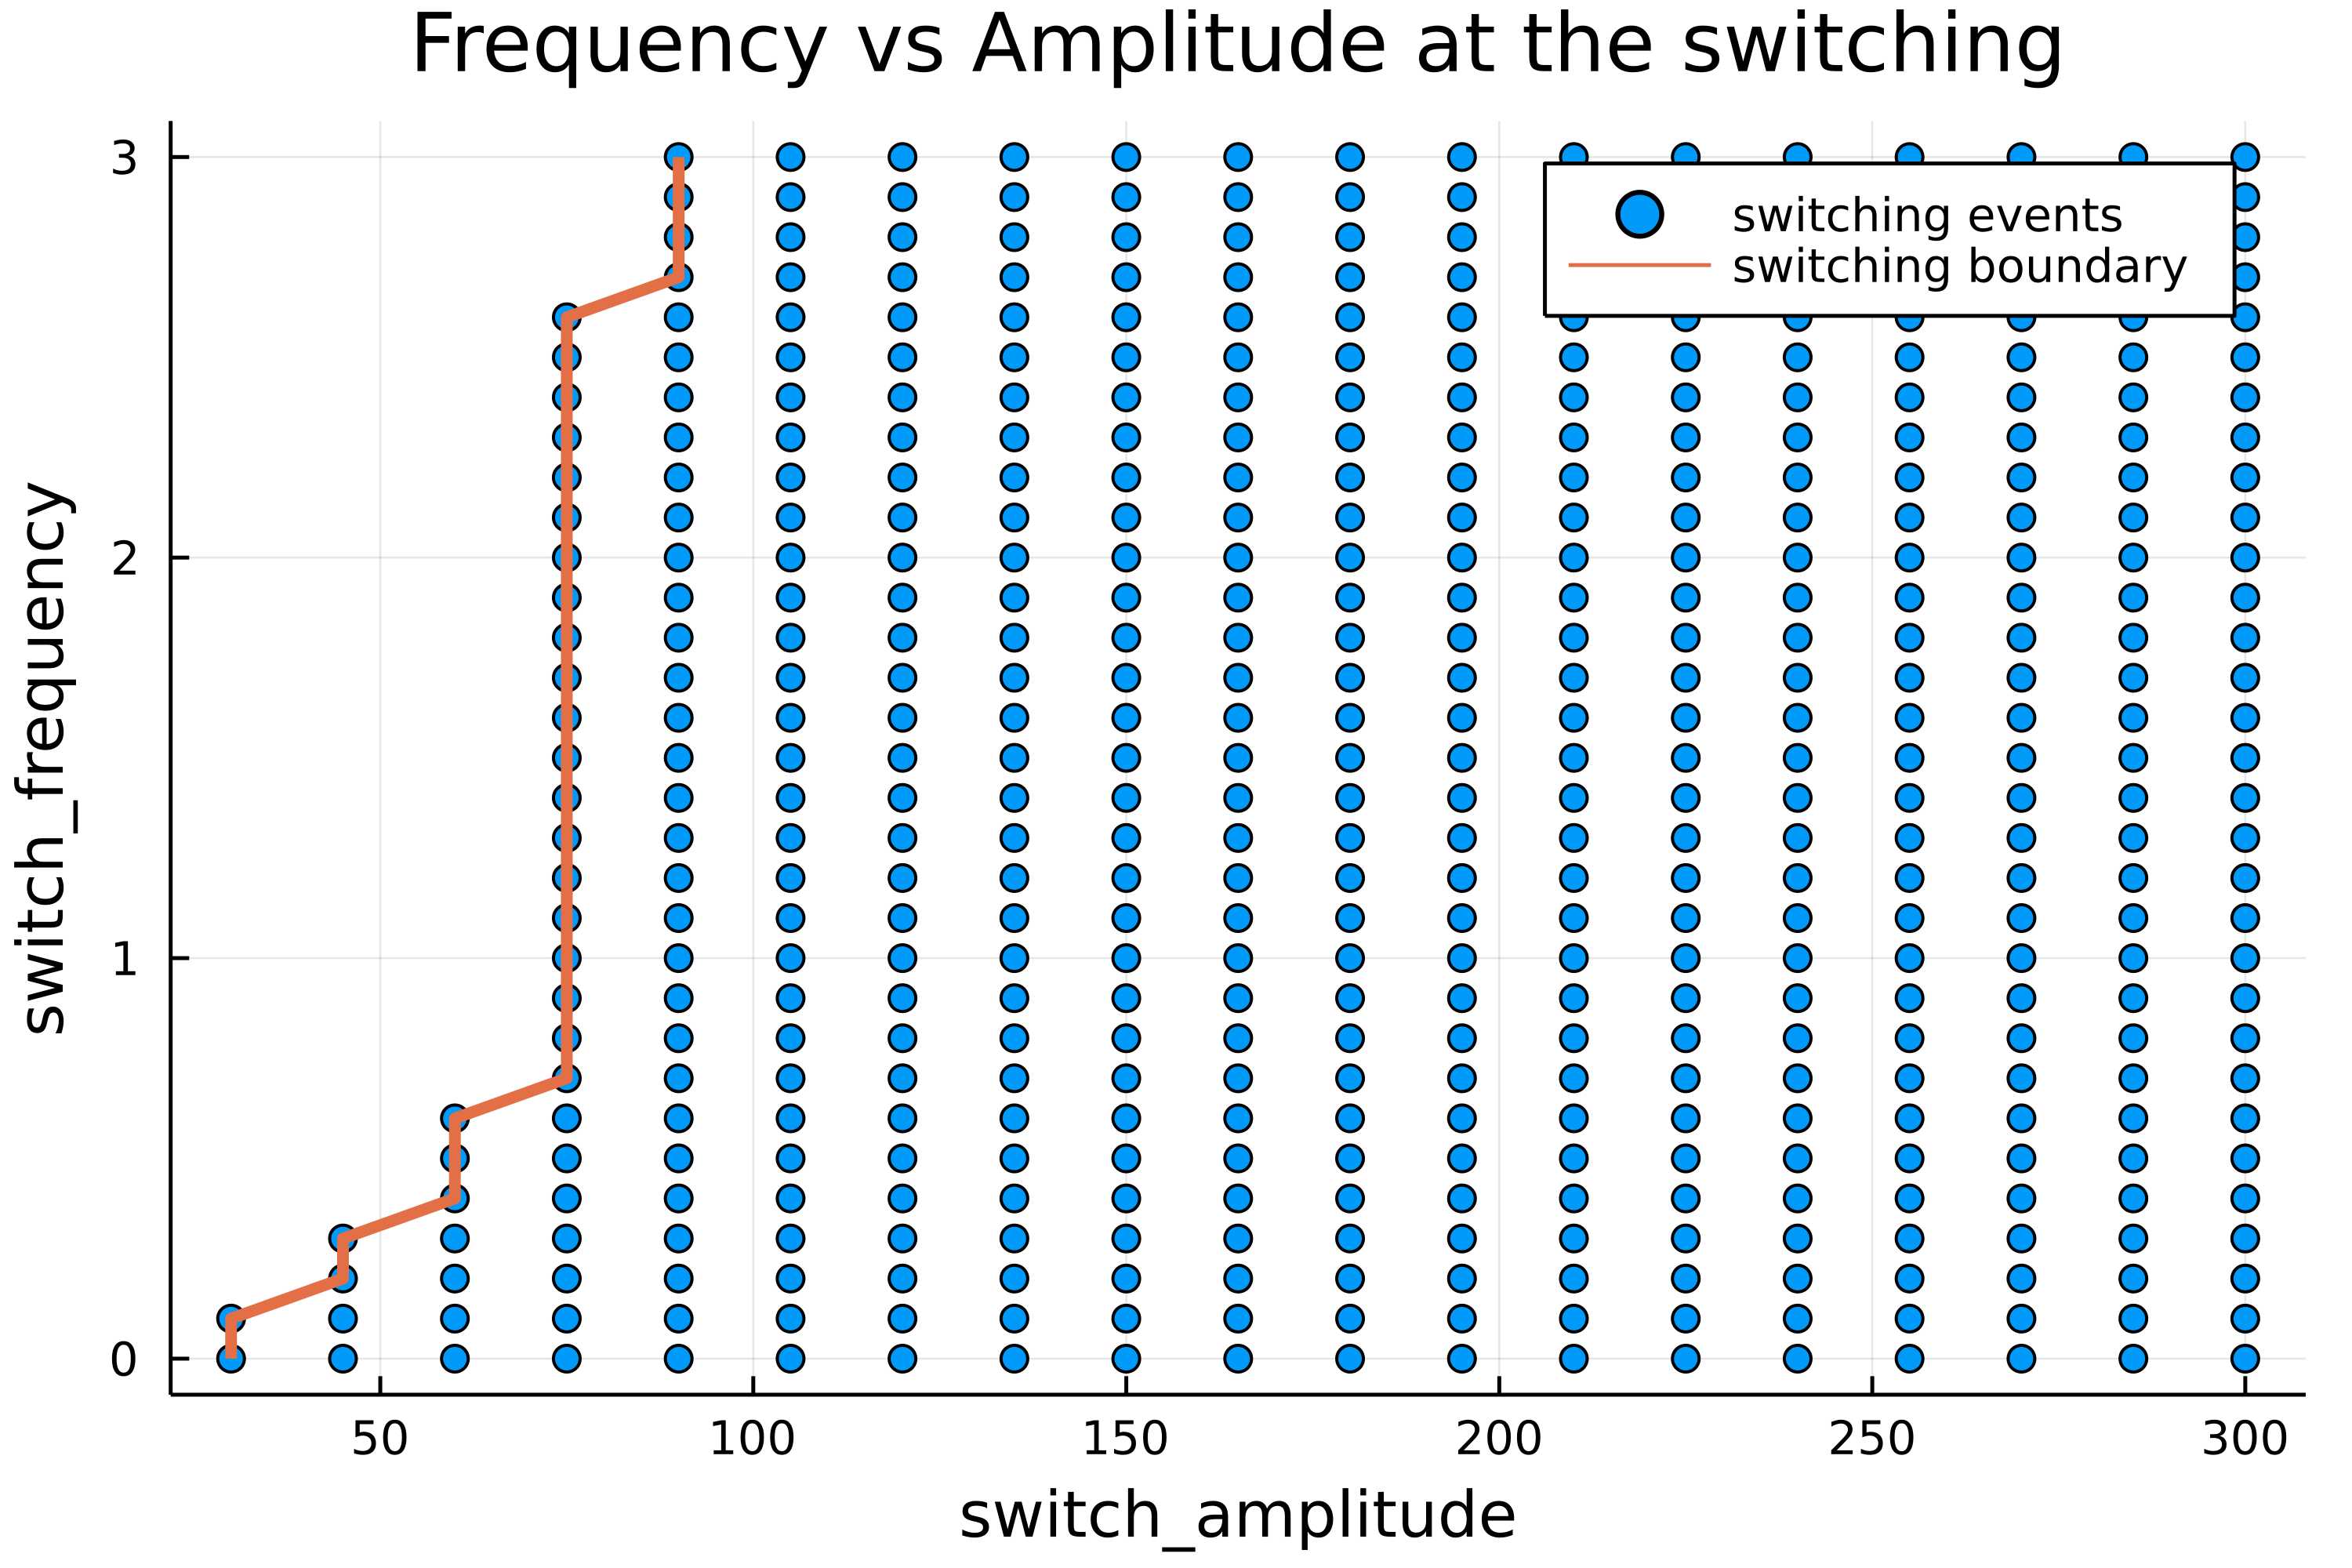 Frequency vs Amplitude at the switching
switching events
switching boundary
switch_frequency
3
2
1
0
50 100 150 200 250 300
switch_amplitude